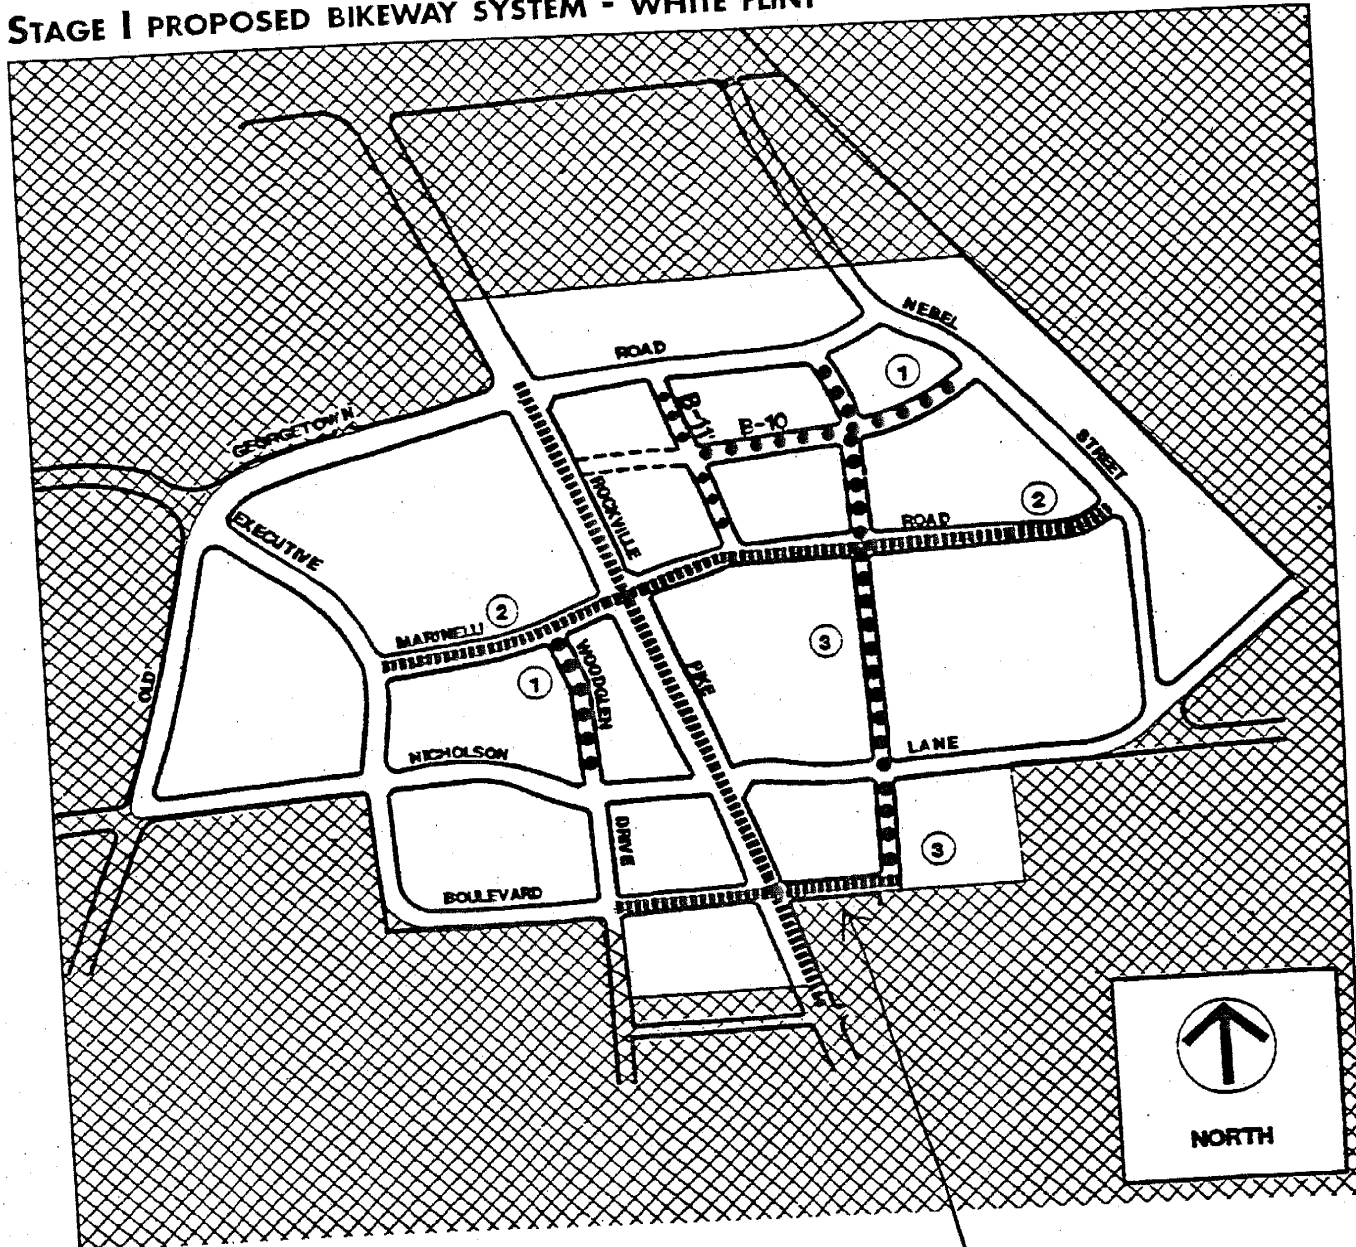 STAGE I PROPOSED BIKEWAY SYSTEM - WHITE FLINT
NEBEL
ROAD
1
B-11'
B-10
GEORGETOWN
STREET
ROCKVILLE
2
ROAD
EXECUTIVE
2
MARINELLI
3
WOODGLEN
1
PIKE
OLD
NICHOLSON
LANE
DRIVE
3
BOULEVARD
NORTH